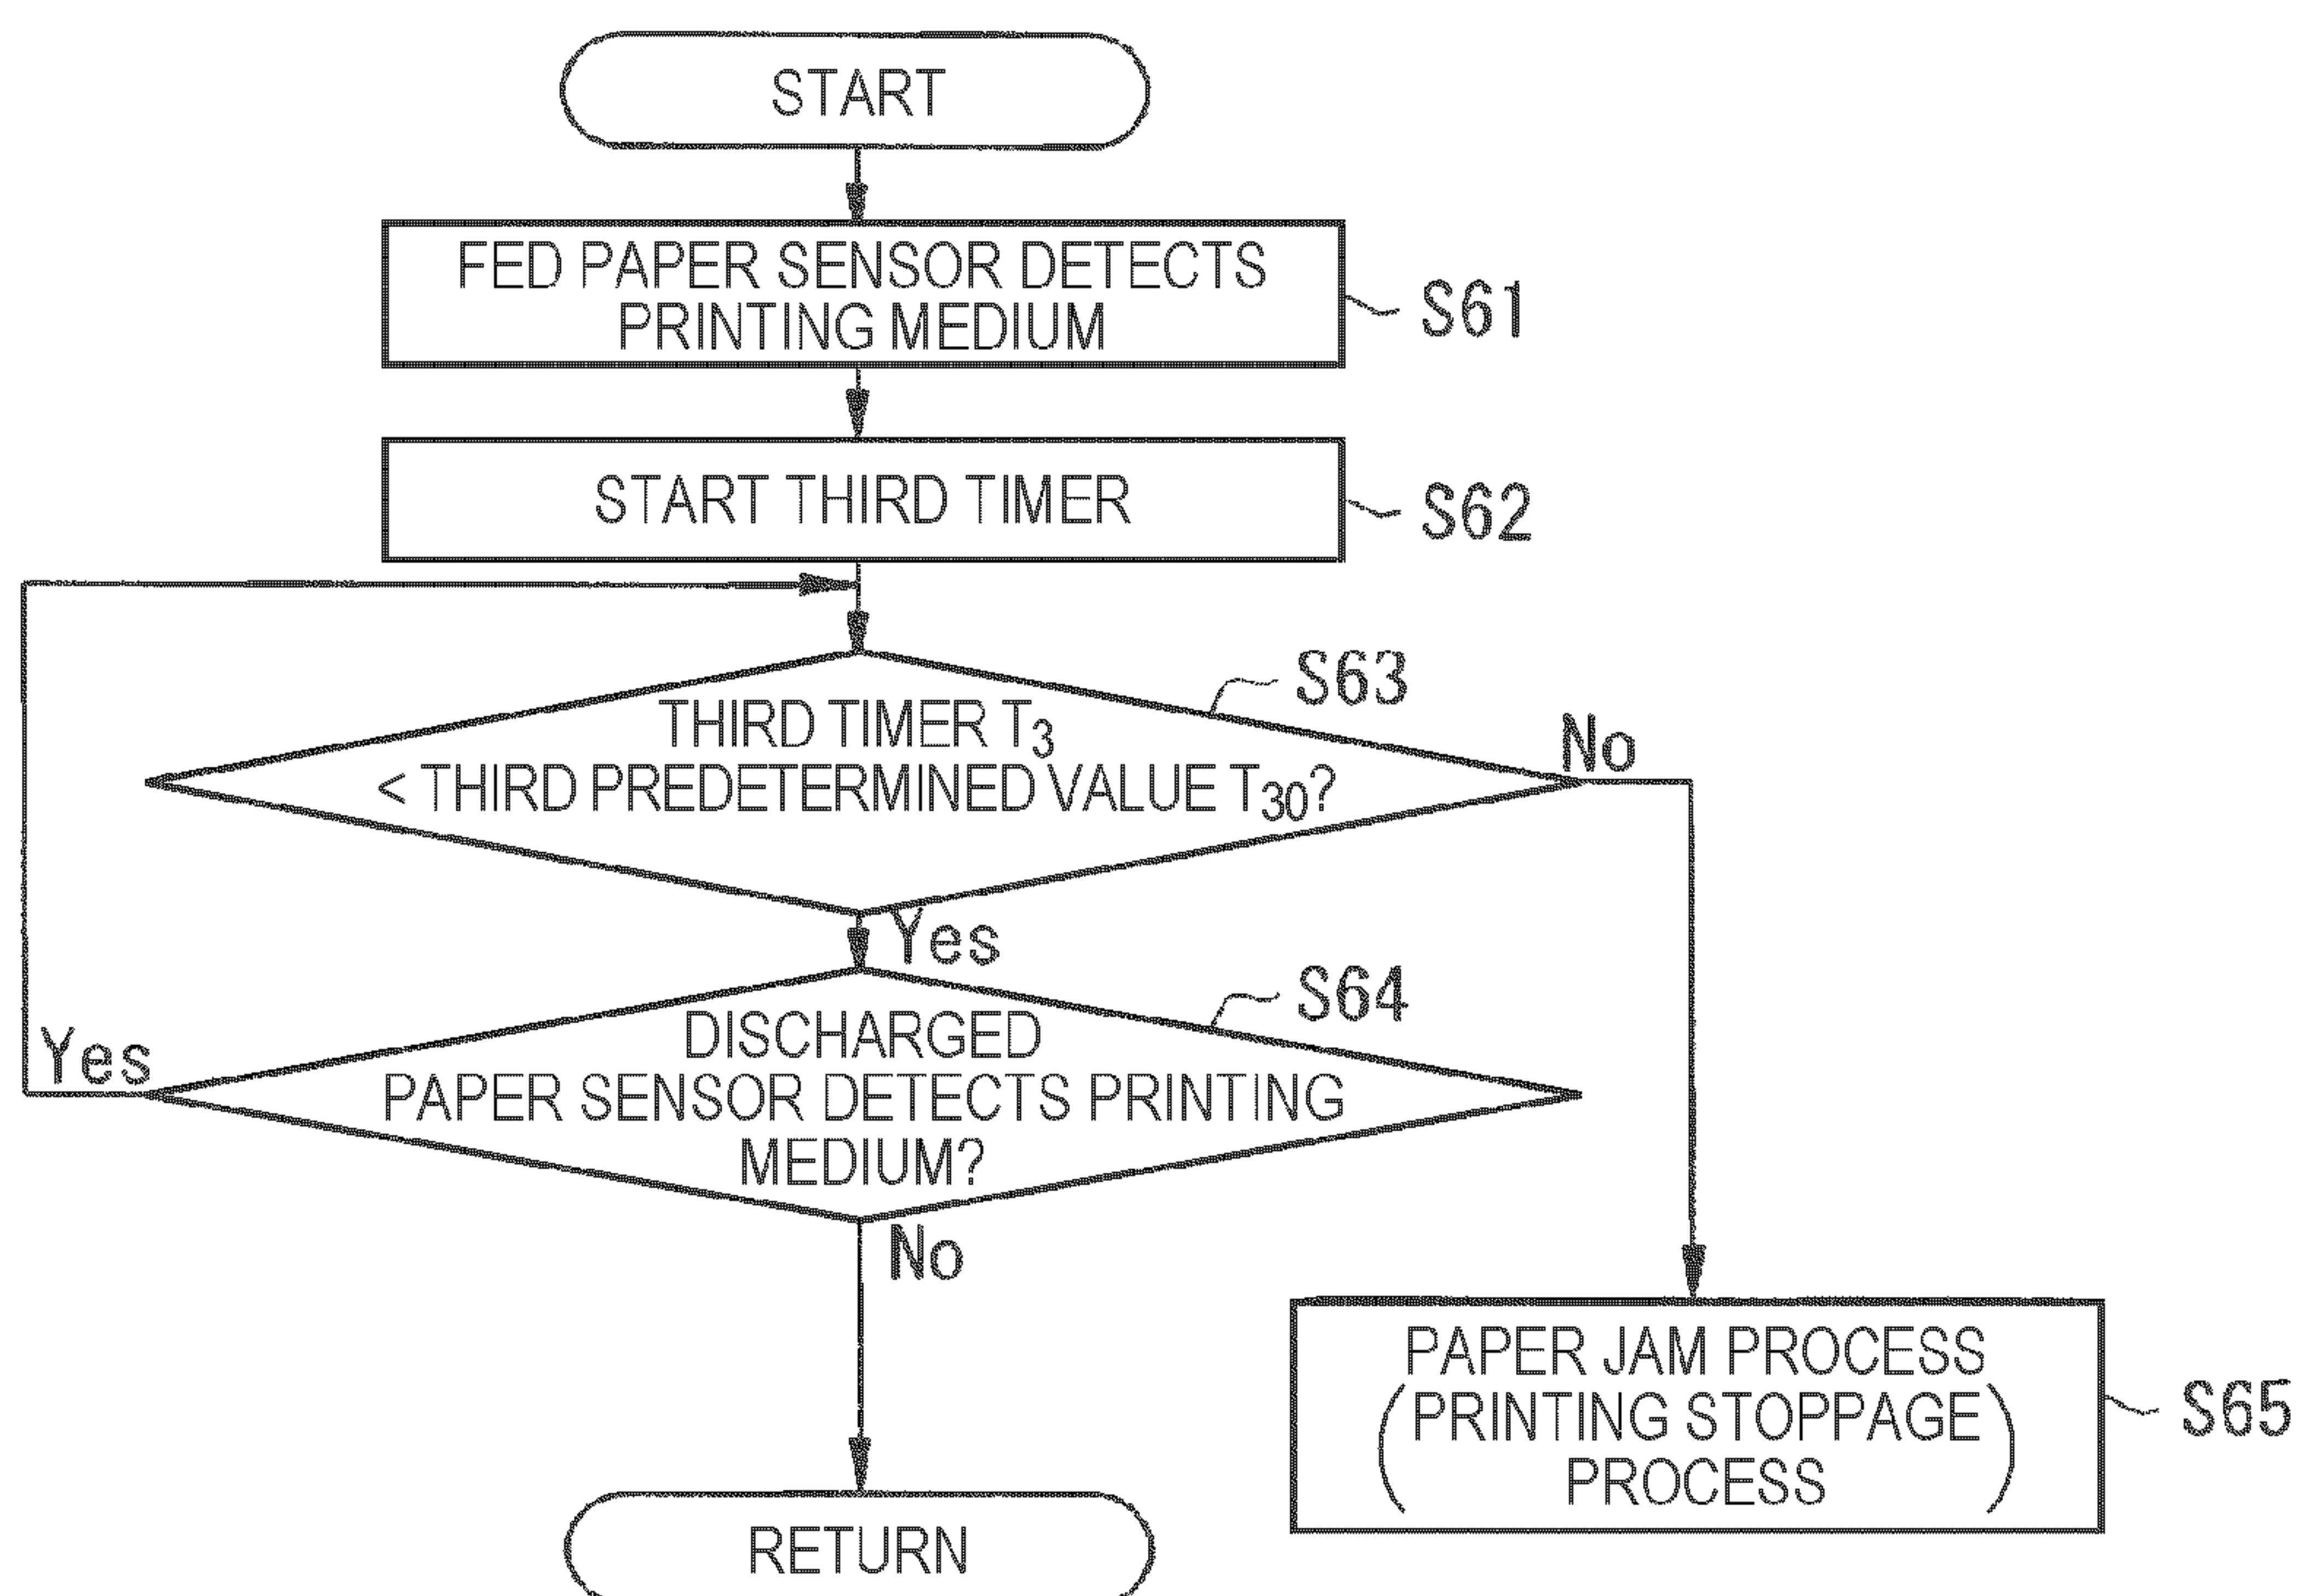 START
FED PAPER SENSOR DETECTS
PRINTING MEDIUM
S61
START THIRD TIMER
S62
S63
THIRD TIMER T3
< THIRD PREDETERMINED VALUE T30?
No
Yes
S64
Yes
DISCHARGED
PAPER SENSOR DETECTS PRINTING
MEDIUM?
No
PAPER JAM PROCESS
(PRINTING STOPPAGE
PROCESS)
S65
RETURN